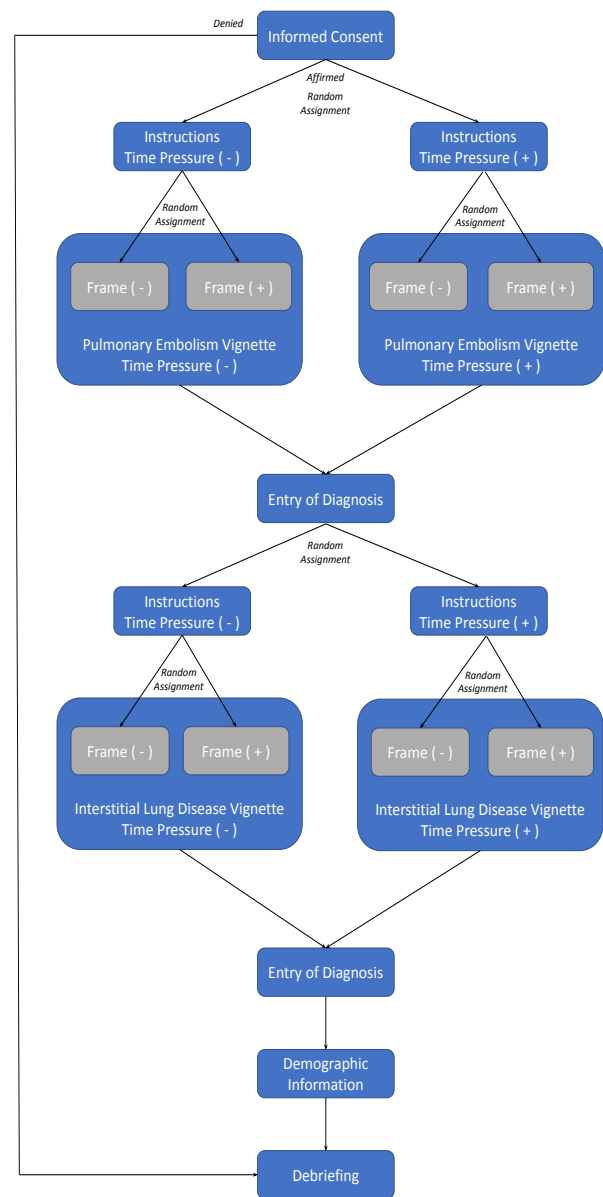 Denied
Informed Consent
Affirmed
Random
Assignment
Instructions
Time Pressure ( - )
Instructions
Time Pressure ( + )
Random
Assignment
Random
Assignment
Frame ( - )
Frame ( + )
Pulmonary Embolism Vignette
Time Pressure ( - )
Frame ( - )
Frame ( + )
Pulmonary Embolism Vignette
Time Pressure ( + )
Entry of Diagnosis
Random
Assignment
Instructions
Time Pressure ( - )
Instructions
Time Pressure ( + )
Random
Assignment
Random
Assignment
Frame ( - )
Frame ( + )
Interstitial Lung Disease Vignette
Time Pressure ( - )
Frame ( - )
Frame ( + )
Interstitial Lung Disease Vignette
Time Pressure ( + )
Entry of Diagnosis
Demographic
Information
Debriefing